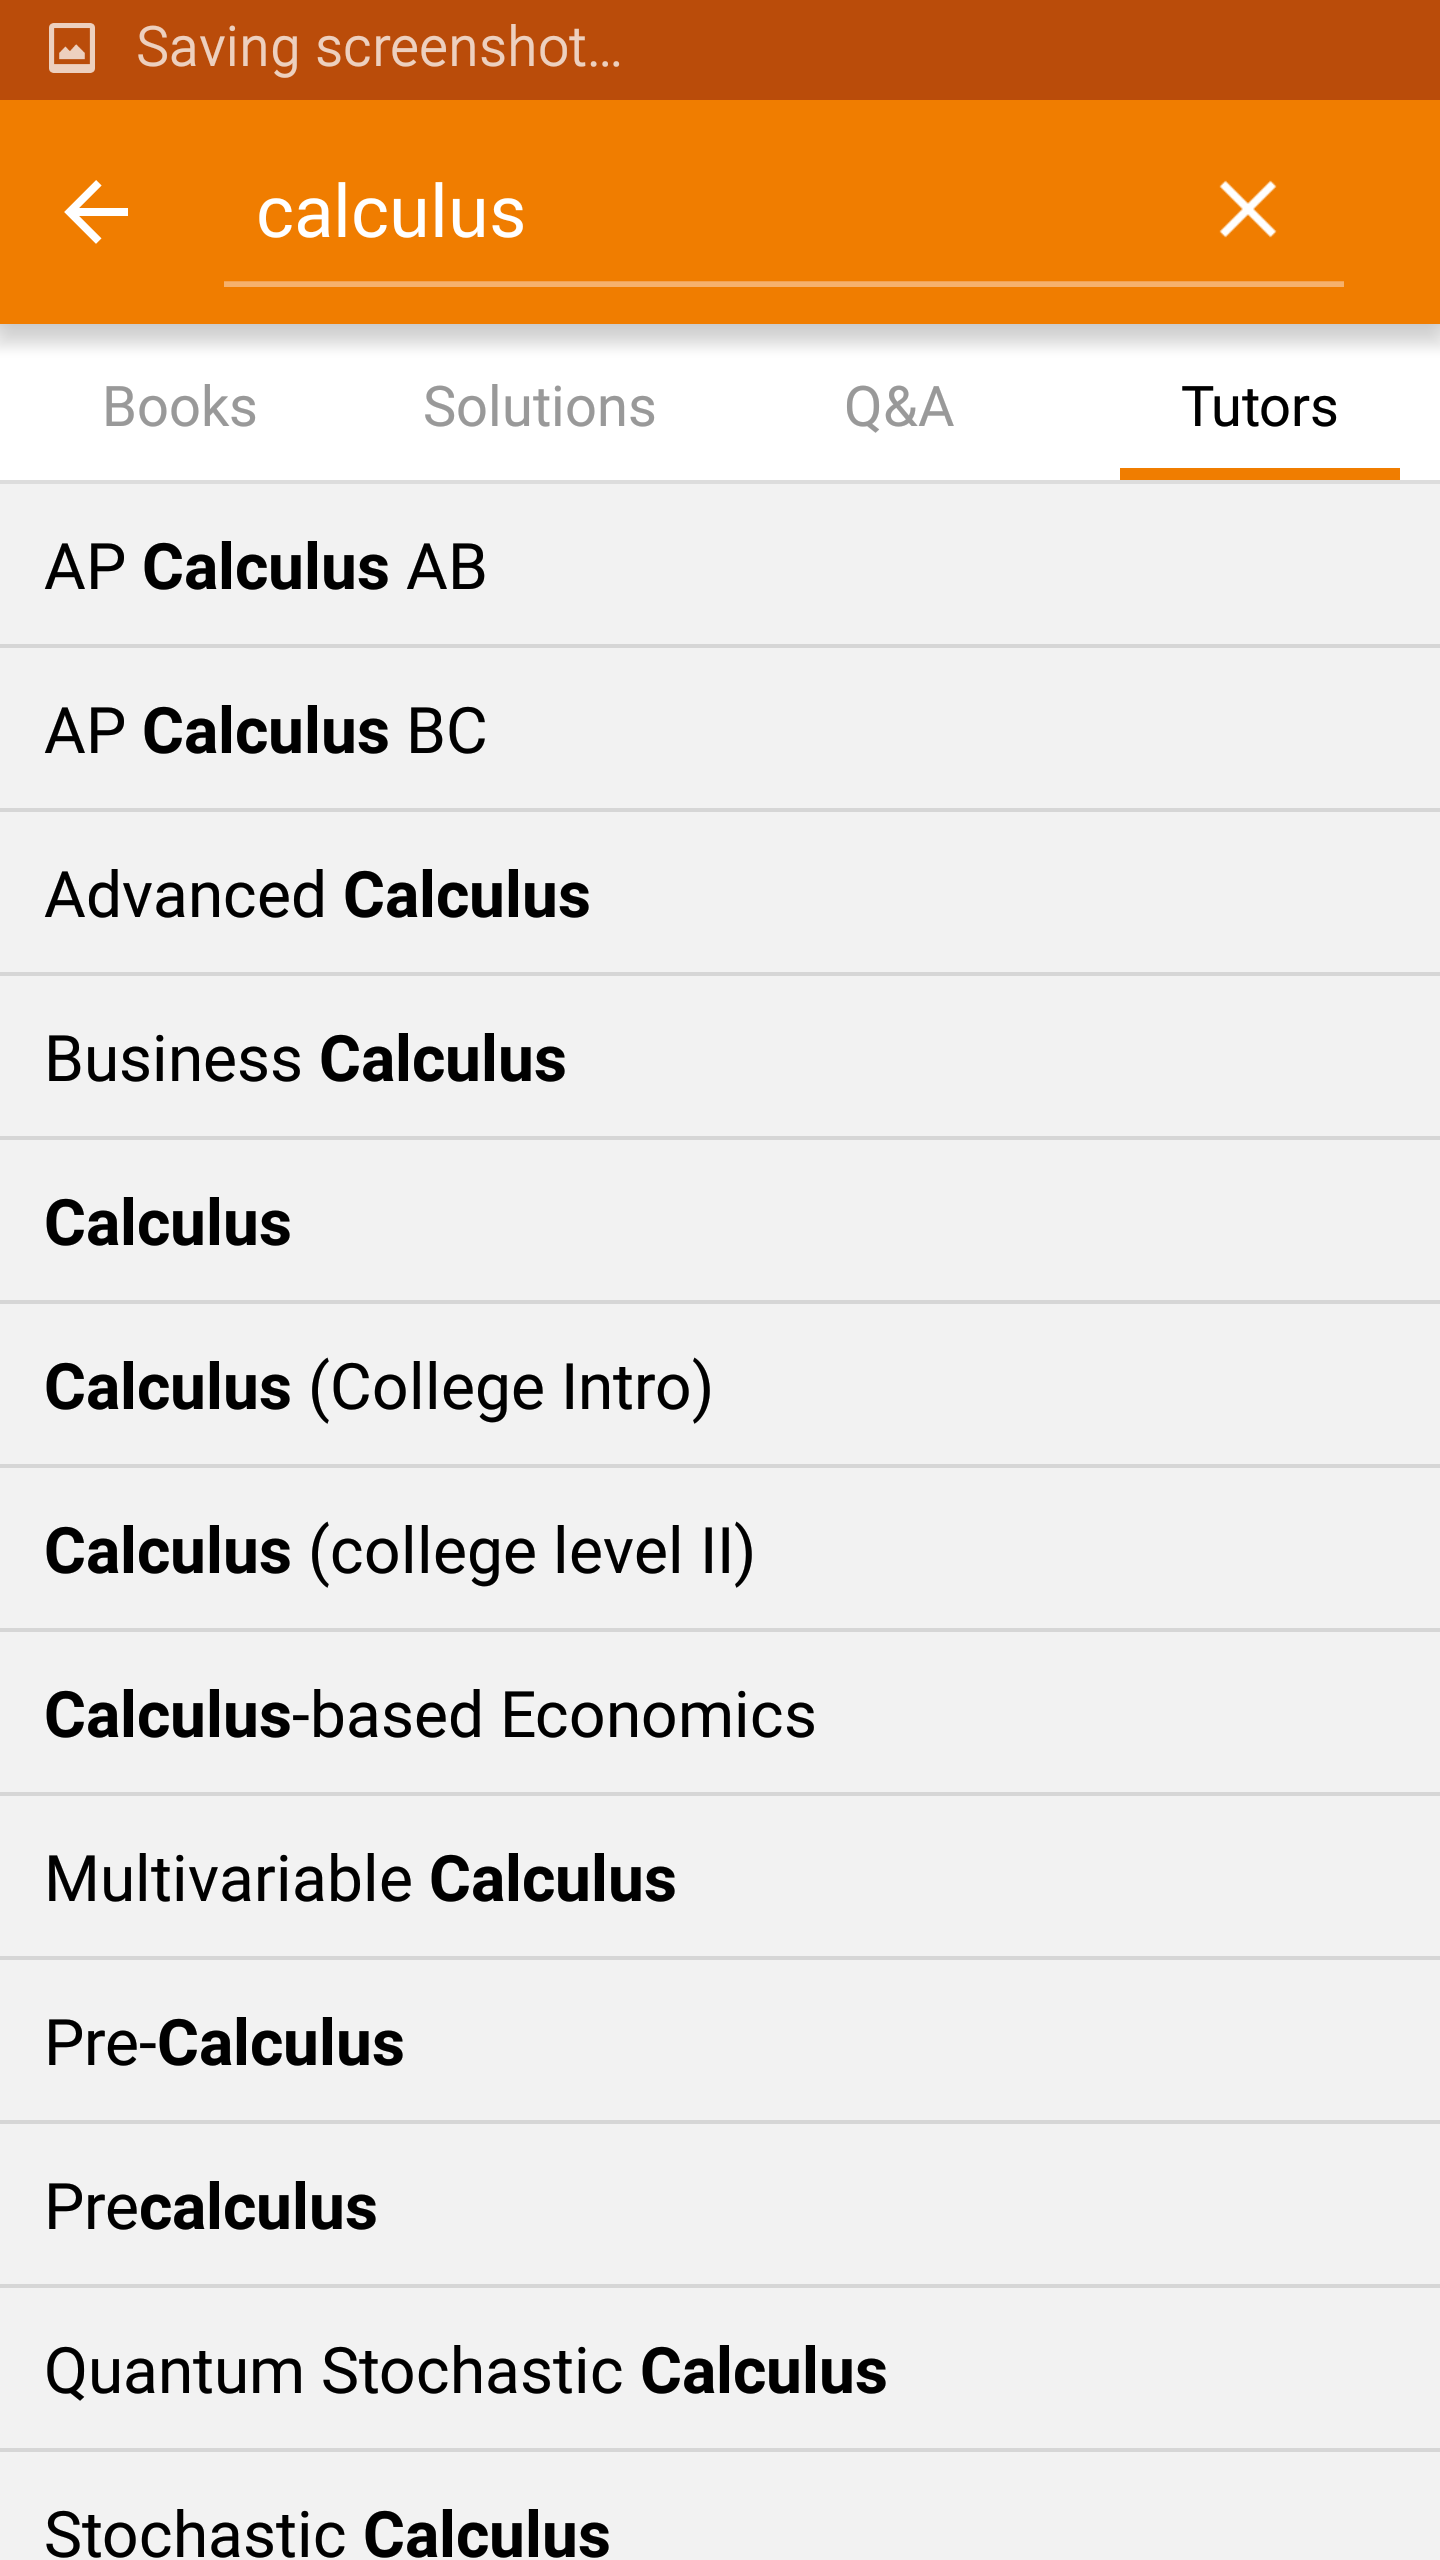 Saving screenshot...
calculus
Books Solutions Q&A Tutors
AP Calculus AB
AP Calculus BC
Advanced Calculus
Business Calculus
Calculus
Calculus (College Intro)
Calculus (college level II)
Calculus-based Economics
Multivariable Calculus
Pre-Calculus
Precalculus
Quantum Stochastic Calculus
Stochastic Calculus